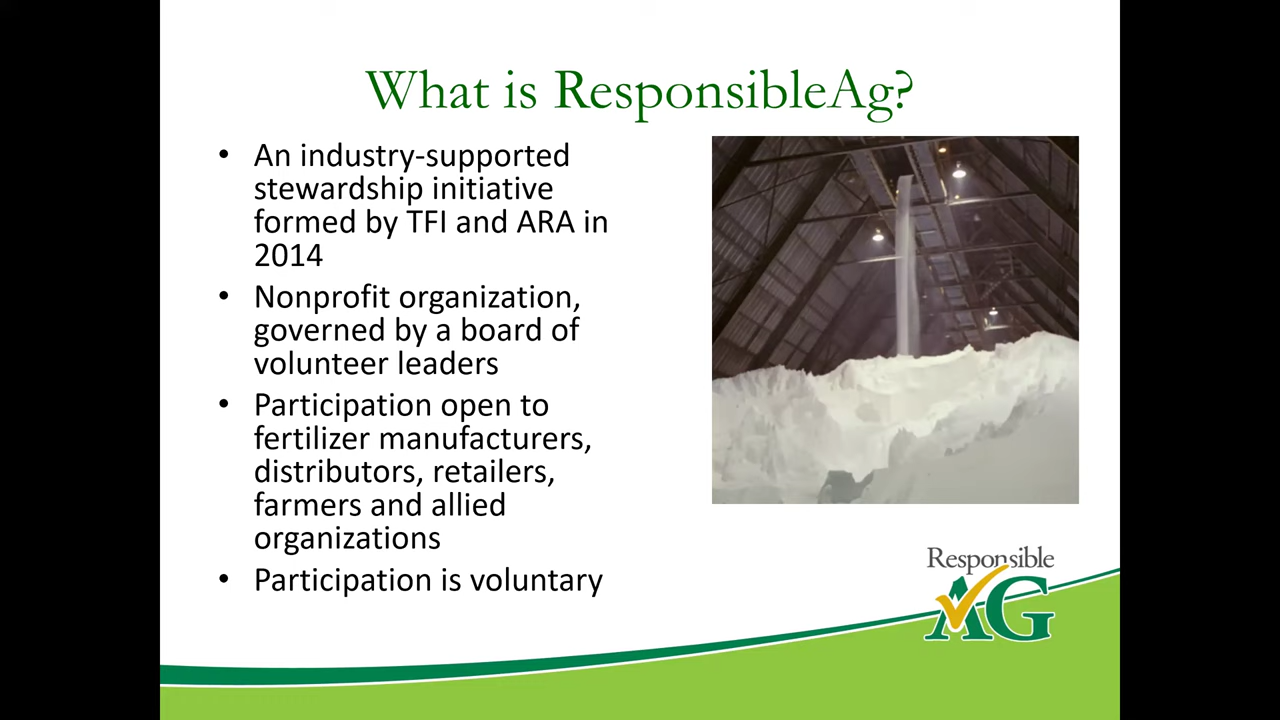 What is ResponsibleAg?
• An industry-supported
stewardship initiative
formed by TFI and ARA in
2014
• Nonprofit organization,
governed by a board of
volunteer leaders
• Participation open to
fertilizer manufacturers,
distributors, retailers,
farmers and allied
organizations
• Participation is voluntary
Responsible
AG